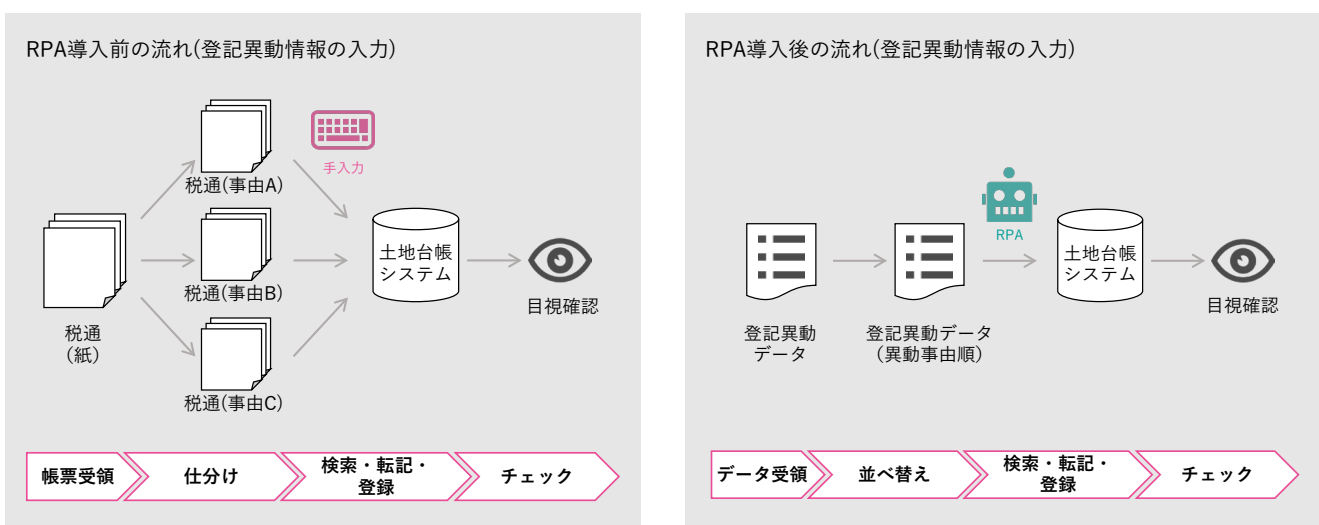 RPA導入前の流れ(登記異動情報の入力)
手入力
税通(事由A)
税通(事由B)
税通(事由C)
税通
(紙)
土地台帳
システム
目視確認
帳票受領
仕分け
検索・転記・
登録
チェック
RPA導入後の流れ(登記異動情報の入力)
RPA
登記異動
データ
登記異動データ
(異動事由順)
土地台帳
システム
目視確認
データ受領
並べ替え
検索・転記・
登録
チェック